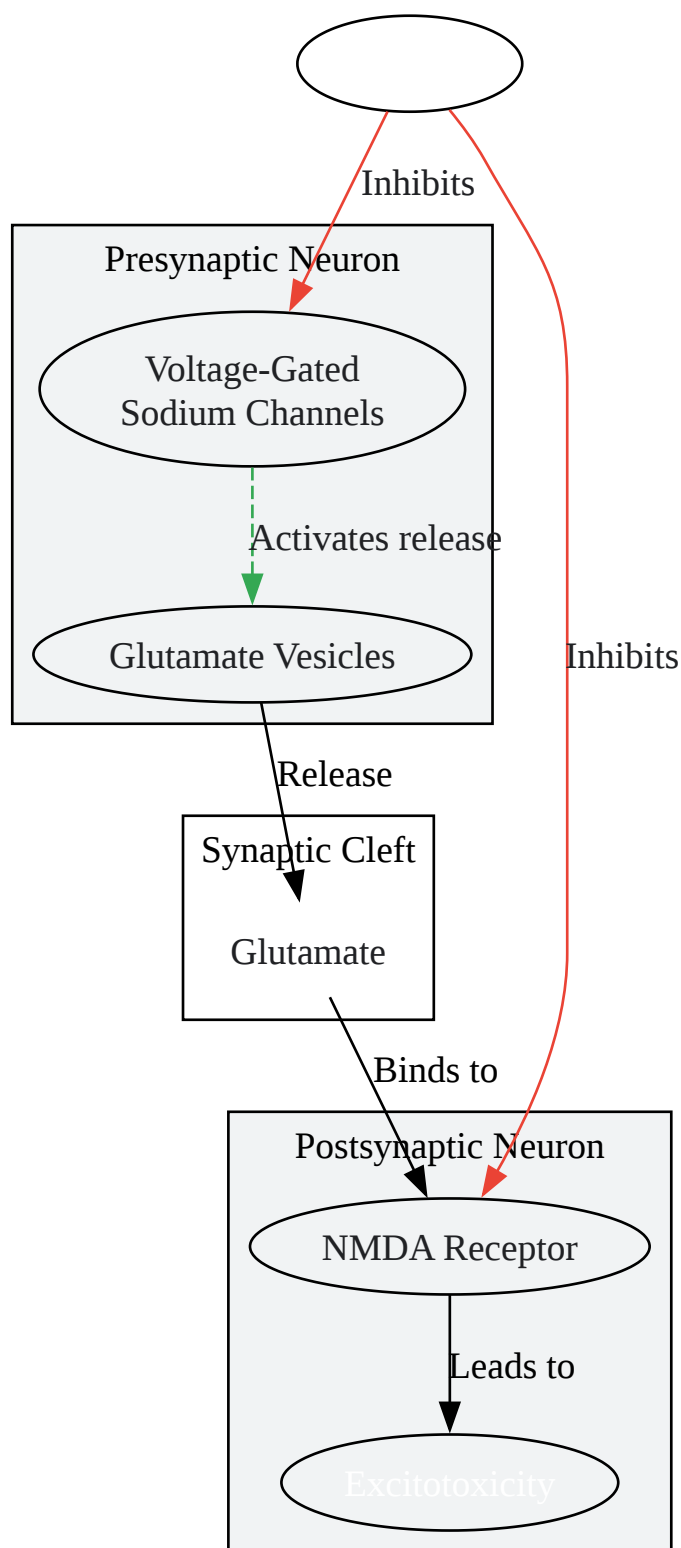 Inhibits
Presynaptic Neuron
Voltage-Gated
Sodium Channels
Activates release
Glutamate Vesicles
Inhibits
Release
Synaptic Cleft
Glutamate
Binds to
Postsynaptic Neuron
NMDA Receptor
Leads to
Excitotoxicity